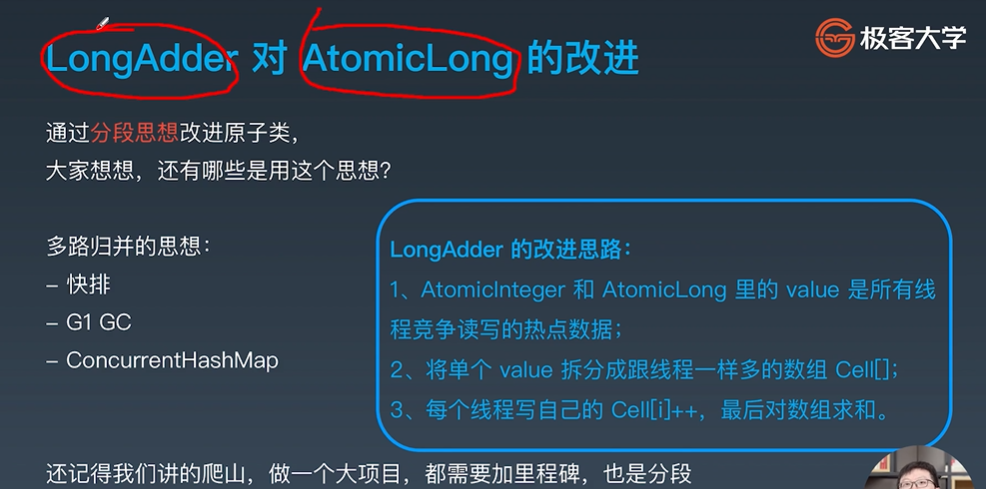 LongAdder 对 AtomicLong 的改进
极客大学
通过分段思想改进原子类，
大家想想，还有哪些是用这个思想？
多路归并的思想：
– 快排
– G1 GC
– ConcurrentHashMap
LongAdder 的改进思路：
1、AtomicInteger 和 AtomicLong 里的 value 是所有线
程竞争读写的热点数据；
2、将单个 value 拆分成跟线程一样多的数组 Cell[]；
3、每个线程写自己的 Cell[i]++，最后对数组求和。
还记得我们讲的爬山，做一个大项目，都需要加里程碑，也是分段